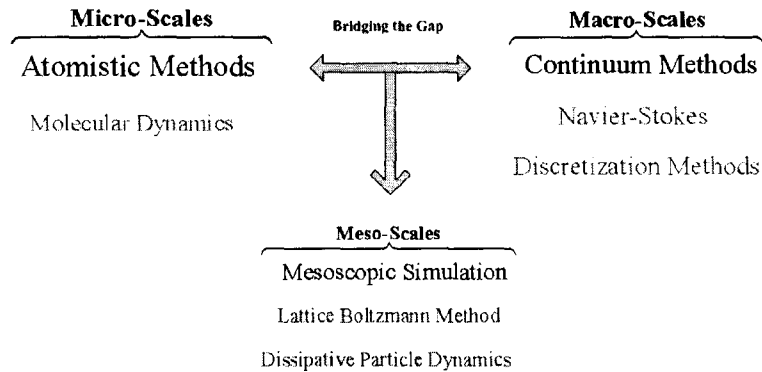 Micro-Scales
Atomistic Methods
Molecular Dynamics
Bridging the Gap
Macro-Scales
Continuum Methods
Navier-Stokes
Discretization Methods
Meso-Scales
Mesoscopic Simulation
Lattice Boltzmann Method
Dissipative Particle Dynamics